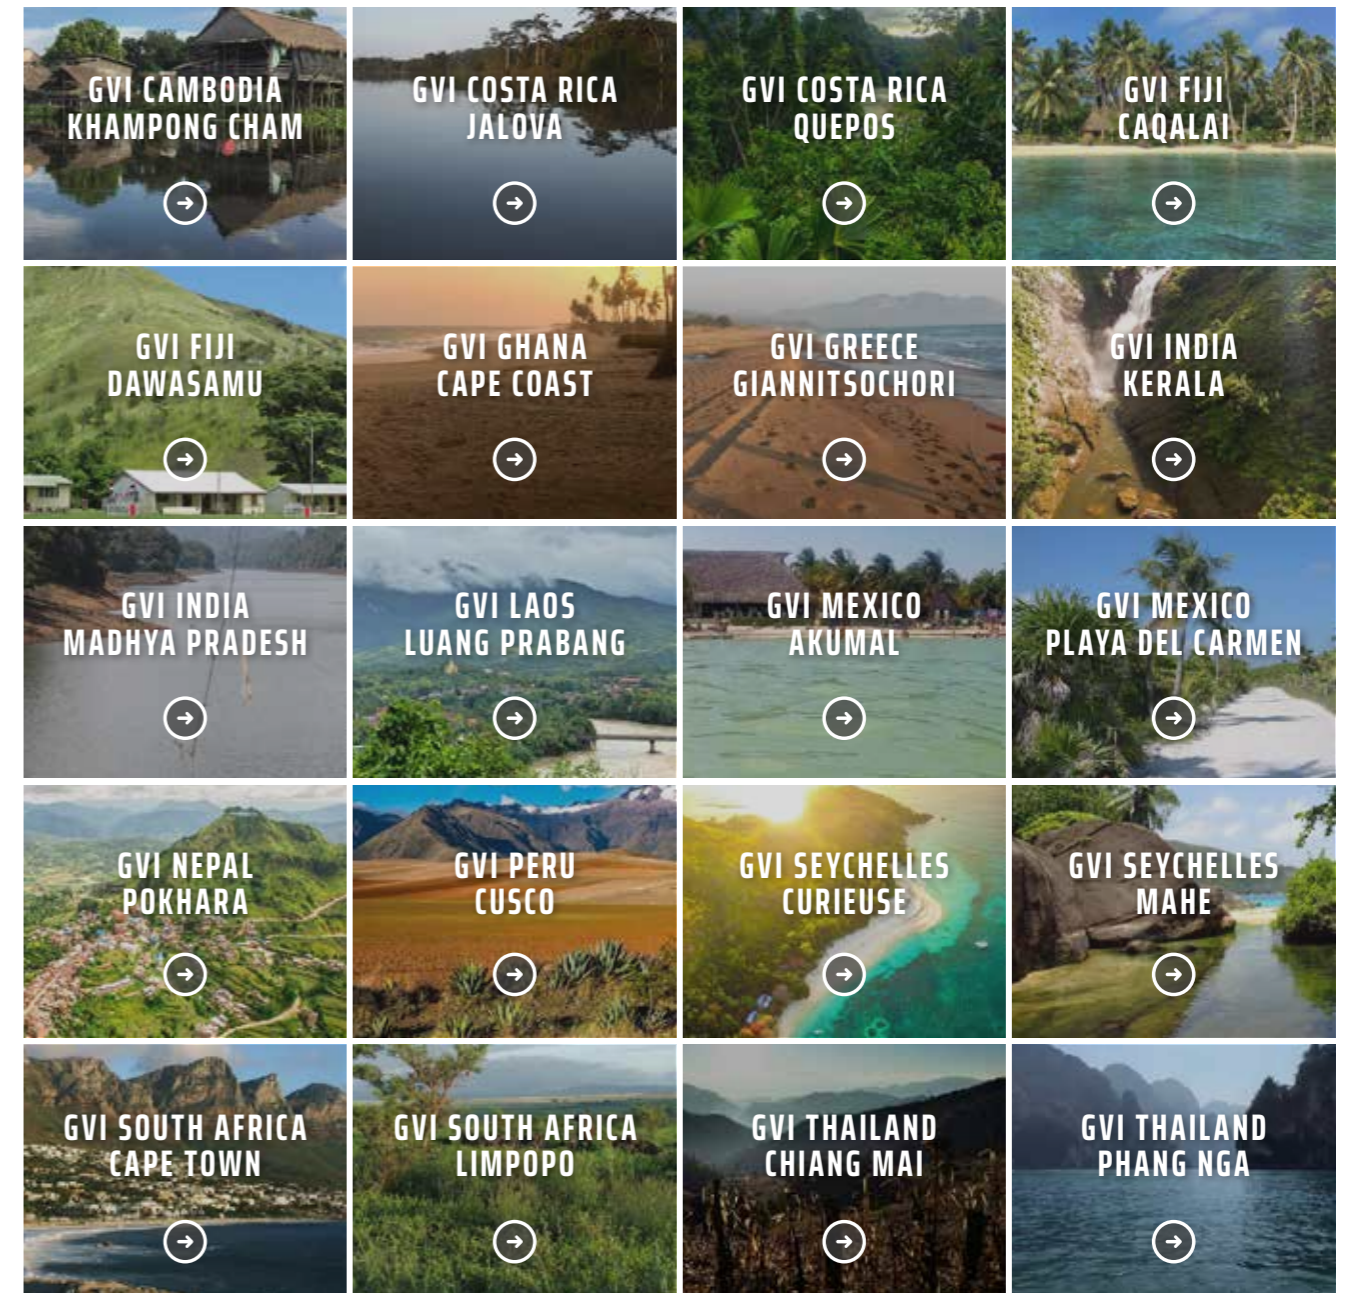 GVI CAMBODIA
KHAMPONG CHAM
GVI COSTA RICA
JALOVA
GVI COSTA RICA
QUEPOS
GVI FIJI
CAQALAI
GVI FIJI
DAWASAMU
GVI GHANA
CAPE COAST
GVI GREECE
GIANNITSOCHORI
GVI INDIA
KERALA
GVI INDIA
MADHYA PRADESH
GVI LAOS
LUANG PRABANG
GVI MEXICO
AKUMAL
GVI MEXICO
PLAYA DEL CARMEN
GVI NEPAL
POKHARA
GVI PERU
CUSCO
GVI SEYCHELLES
CURIEUSE
GVI SEYCHELLES
MAHE
GVI SOUTH AFRICA
CAPE TOWN
GVI SOUTH AFRICA
LIMPOPO
GVI THAILAND
CHIANG MAI
GVI THAILAND
PHANG NGA